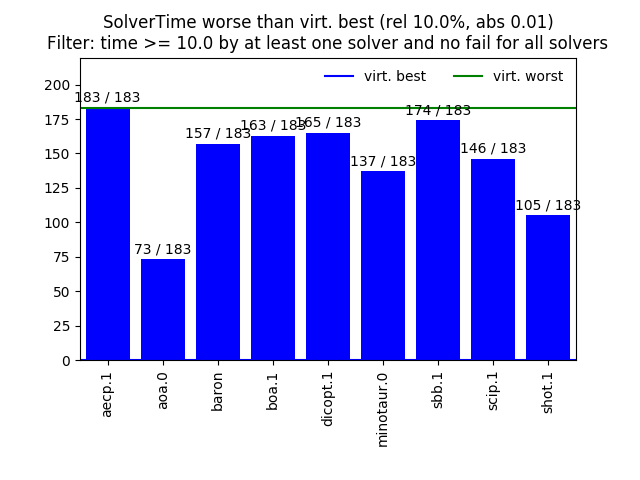 SolverTime worse than virt. best (rel 10.0%, abs 0.01)
Filter: time >= 10.0 by at least one solver and no fail for all solvers
virt. best
virt. worst
200
175
150
125
100
75
50
25
0
183 / 183
73 / 183
157 / 183
163 / 183
165 / 183
137 / 183
174 / 183
146 / 183
105 / 183
aecp.1
aoa.0
baron
boa.1
dicopt.1
minotaur.0
sbb.1
scip.1
shot.1